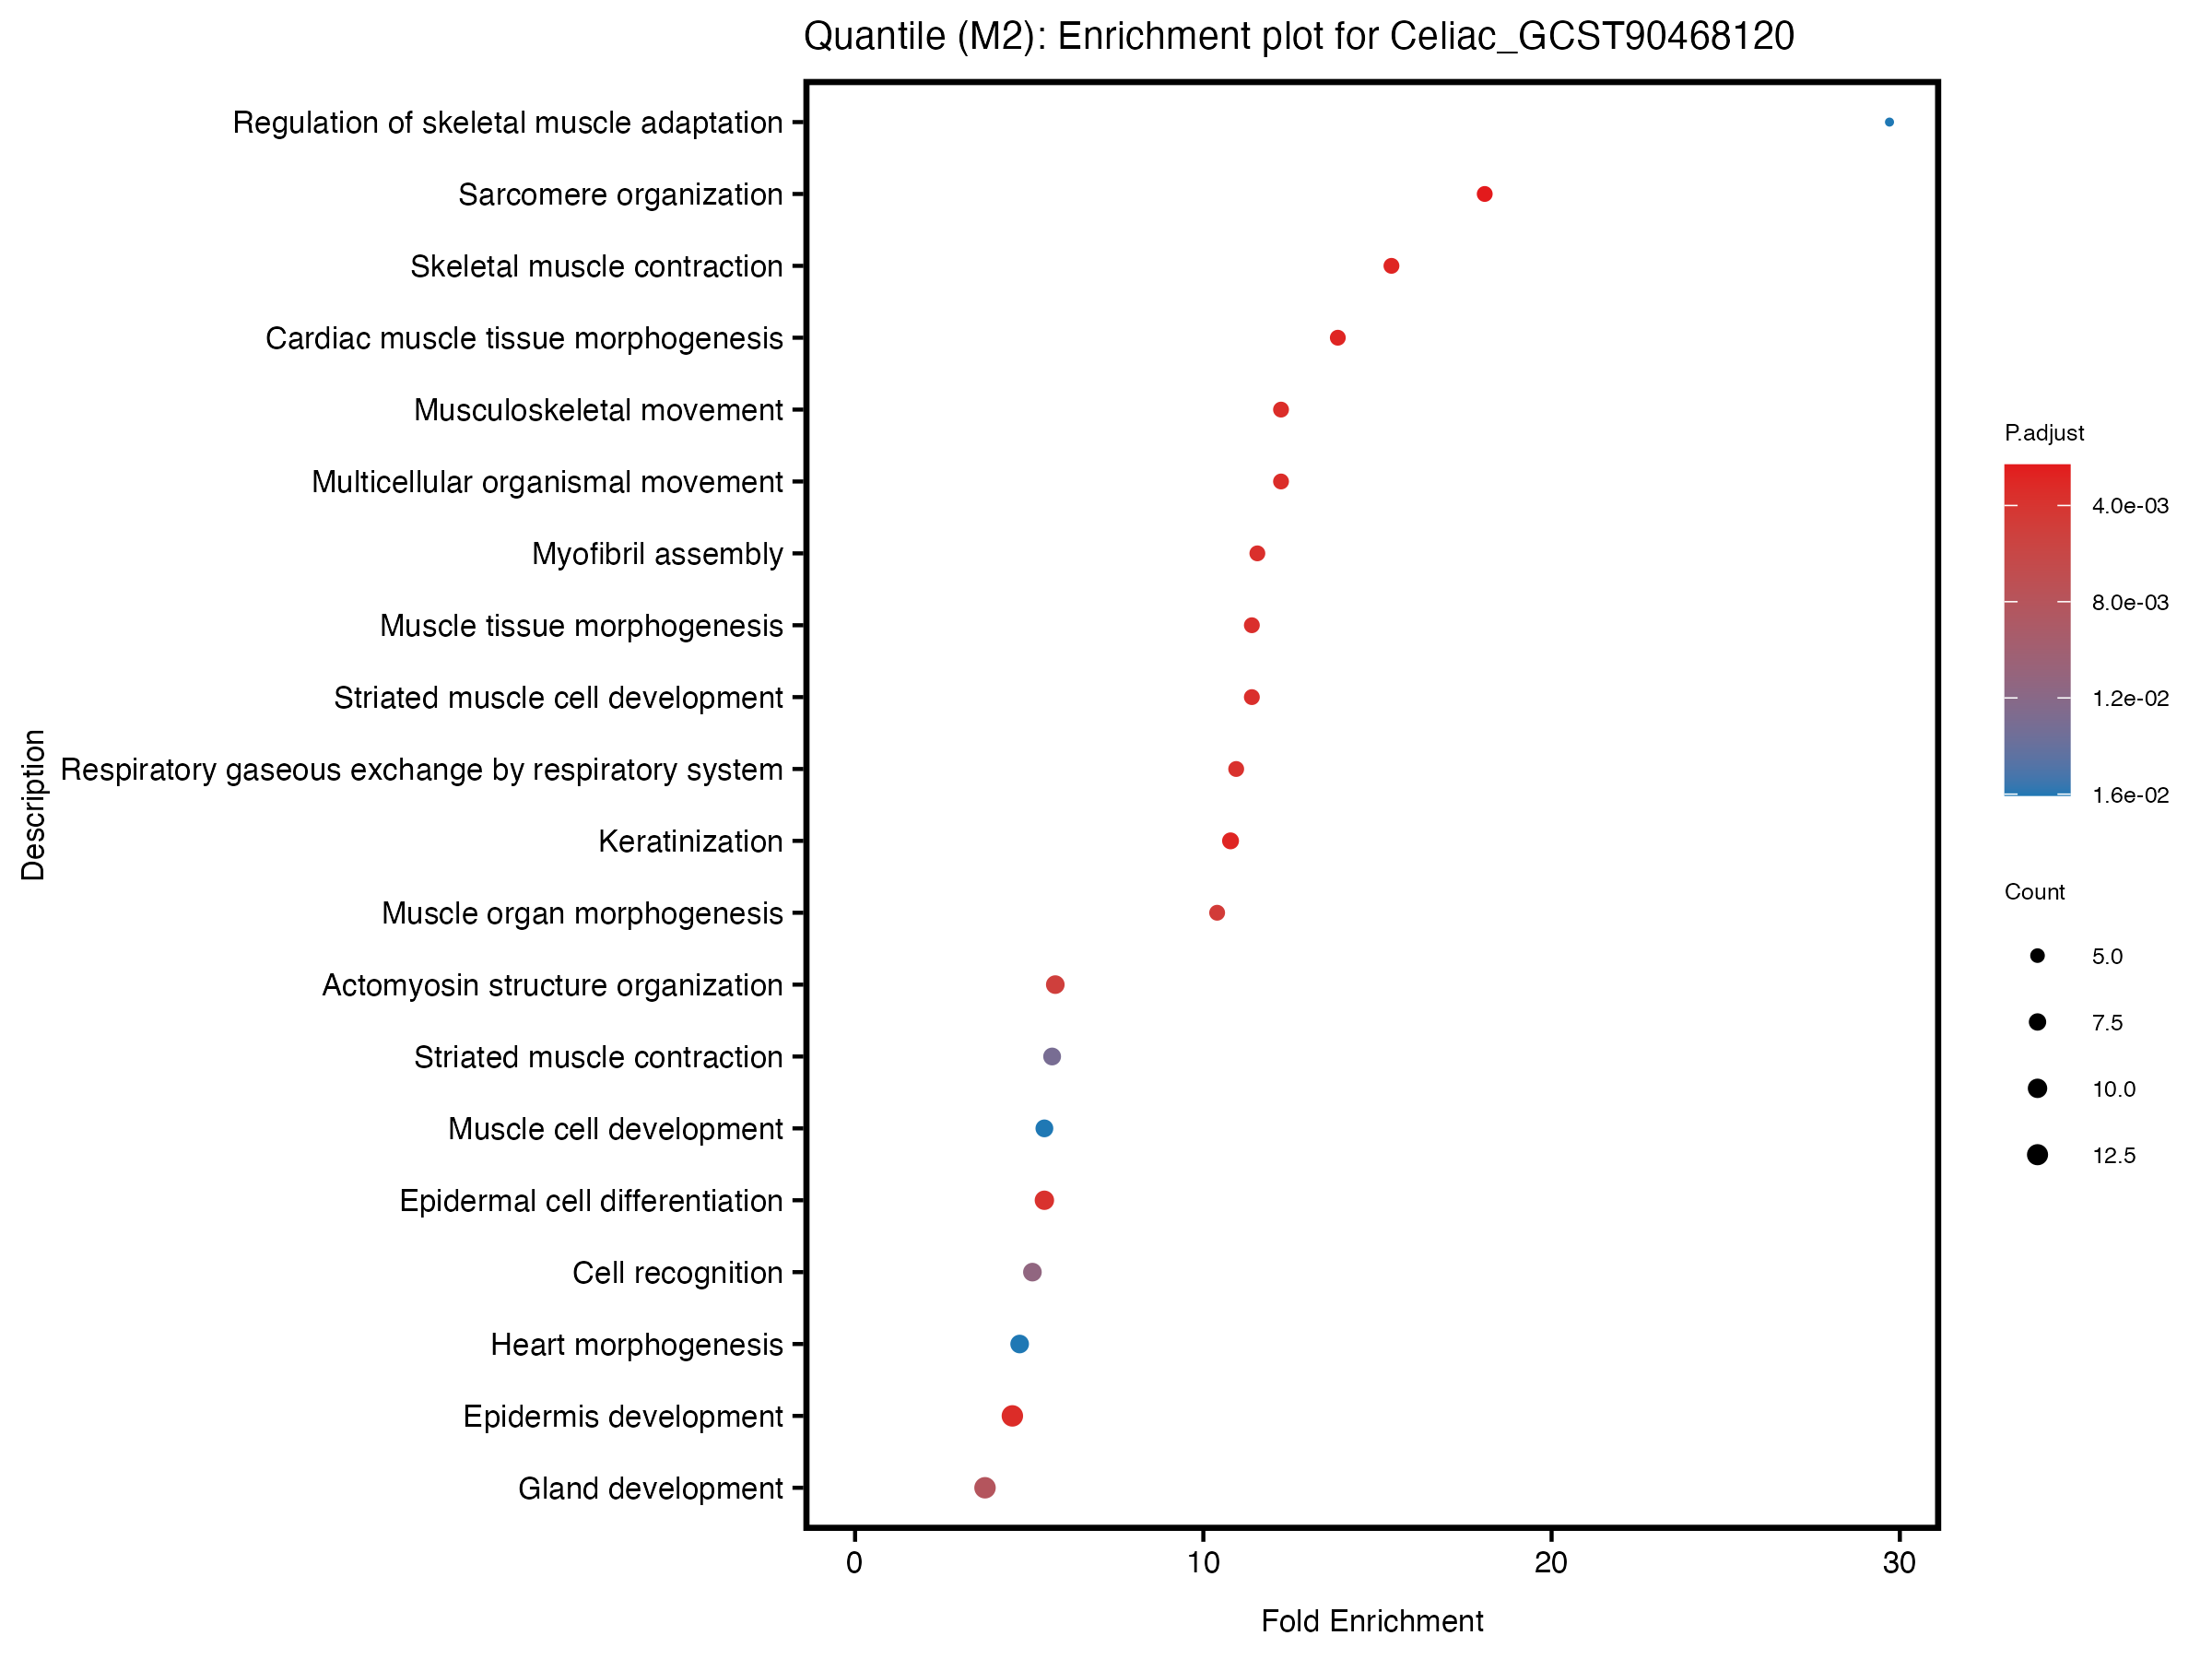 Quantile (M2): Enrichment plot for Celiac_GCST90468120
Regulation of skeletal muscle adaptation
Sarcomere organization
Skeletal muscle contraction
Cardiac muscle tissue morphogenesis
Musculoskeletal movement
Multicellular organismal movement
Myofibril assembly
Muscle tissue morphogenesis
Striated muscle cell development
Respiratory gaseous exchange by respiratory system
Keratinization
Muscle organ morphogenesis
Actomyosin structure organization
Striated muscle contraction
Muscle cell development
Epidermal cell differentiation
Cell recognition
Heart morphogenesis
Epidermis development
Gland development
Description
0 10 20 30
Fold Enrichment
P.adjust
4.0e-03
8.0e-03
1.2e-02
1.6e-02
Count
5.0
7.5
10.0
12.5